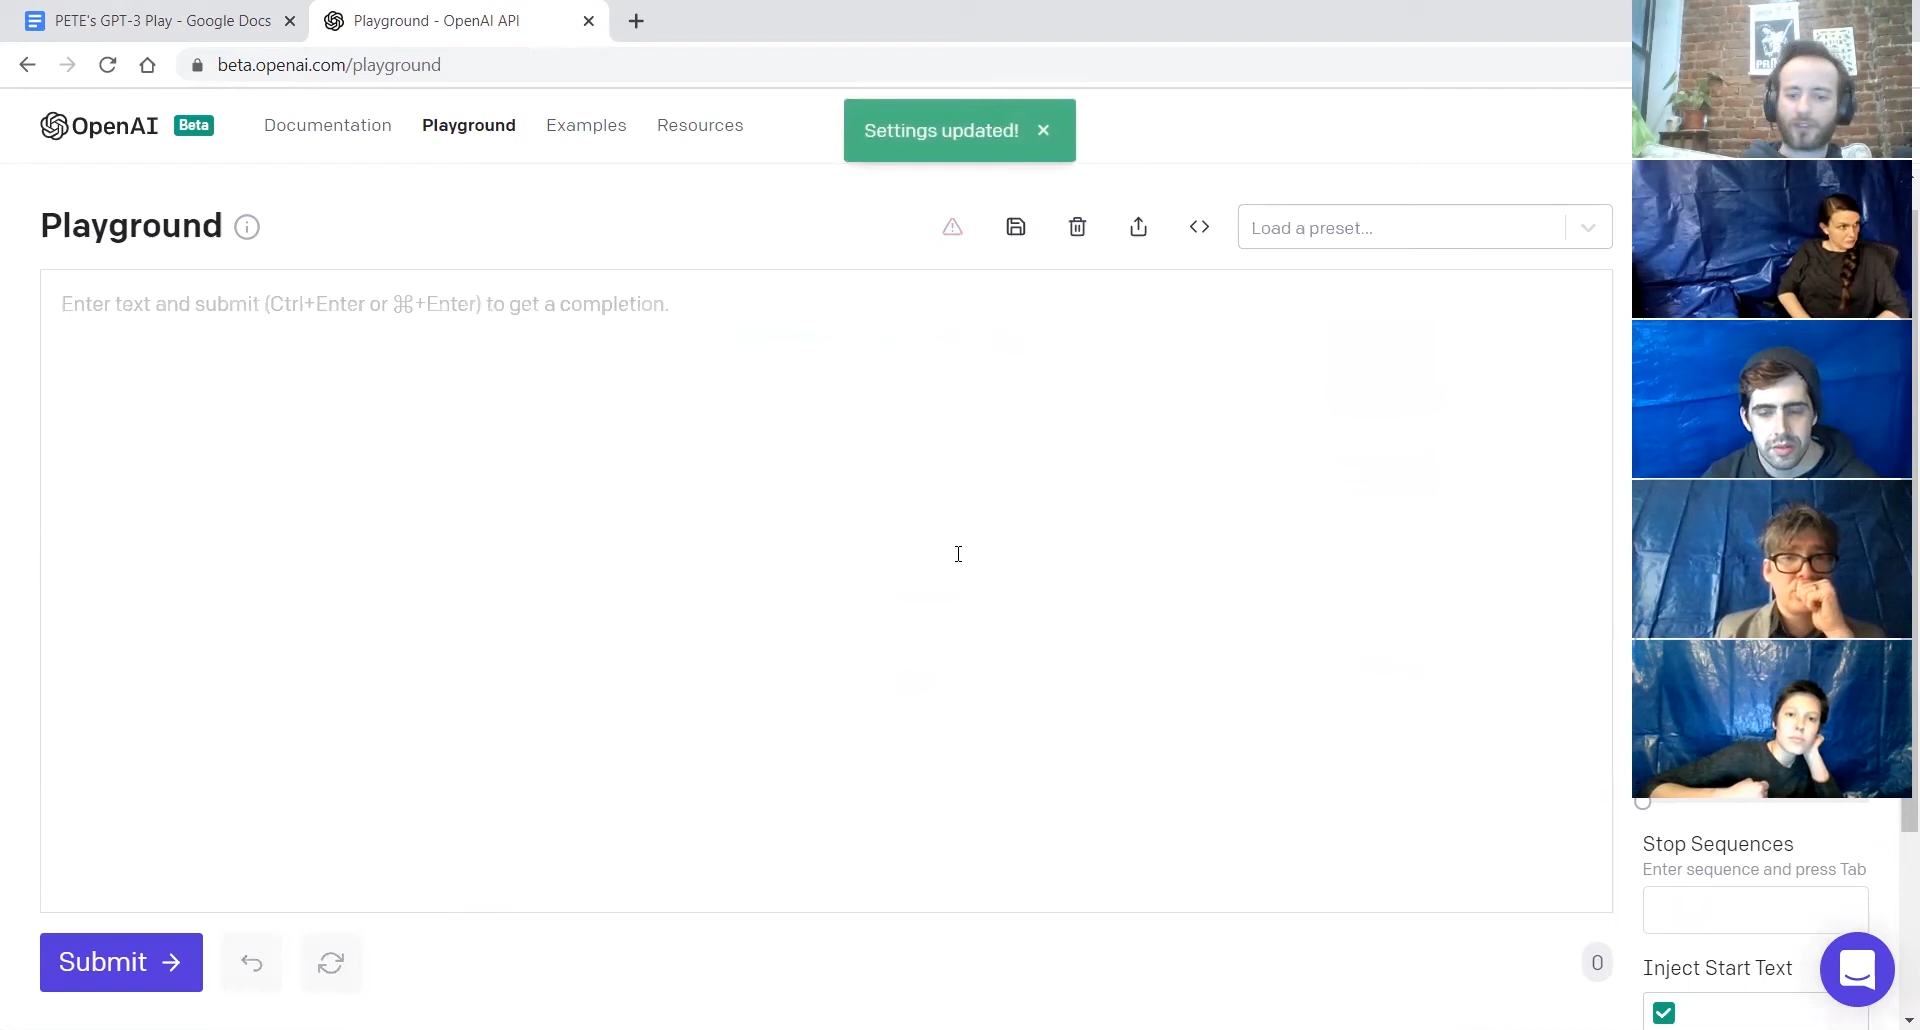 PETE's GPT-3 Play - Google Docs
Playground - OpenAI API
beta.openai.com/playground
OpenAI Beta
Documentation
Playground
Examples
Resources
Settings updated!
Playground
Load a preset...
Enter text and submit (Ctrl+Enter or ⌘+Enter) to get a completion.
Submit
0
Stop Sequences
Enter sequence and press Tab
Inject Start Text